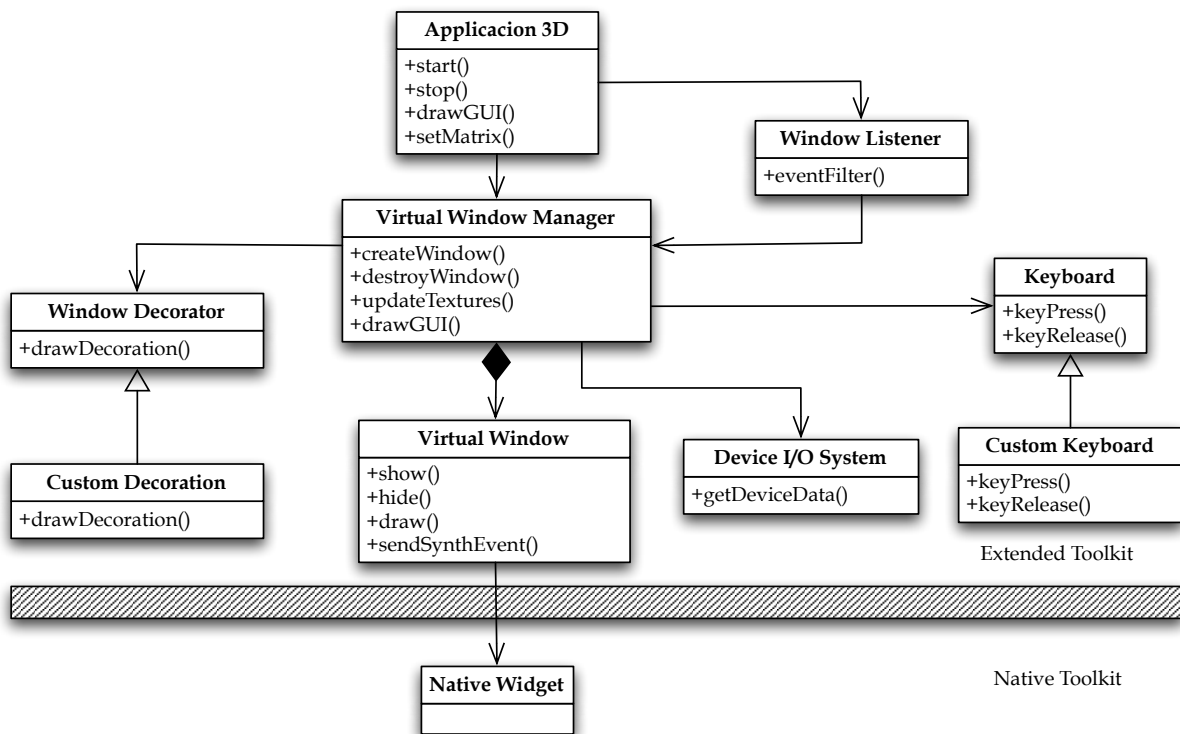 Applicacion 3D
+start()
+stop()
+drawGUI()
+setMatrix()
Window Listener
+eventFilter()
Virtual Window Manager
+createWindow()
+destroyWindow()
+updateTextures()
+drawGUI()
Window Decorator
+drawDecoration()
Keyboard
+keyPress()
+keyRelease()
Custom Decoration
+drawDecoration()
Virtual Window
+show()
+hide()
+draw()
+sendSynthEvent()
Device I/O System
+getDeviceData()
Custom Keyboard
+keyPress()
+keyRelease()
Extended Toolkit
Native Widget
Native Toolkit